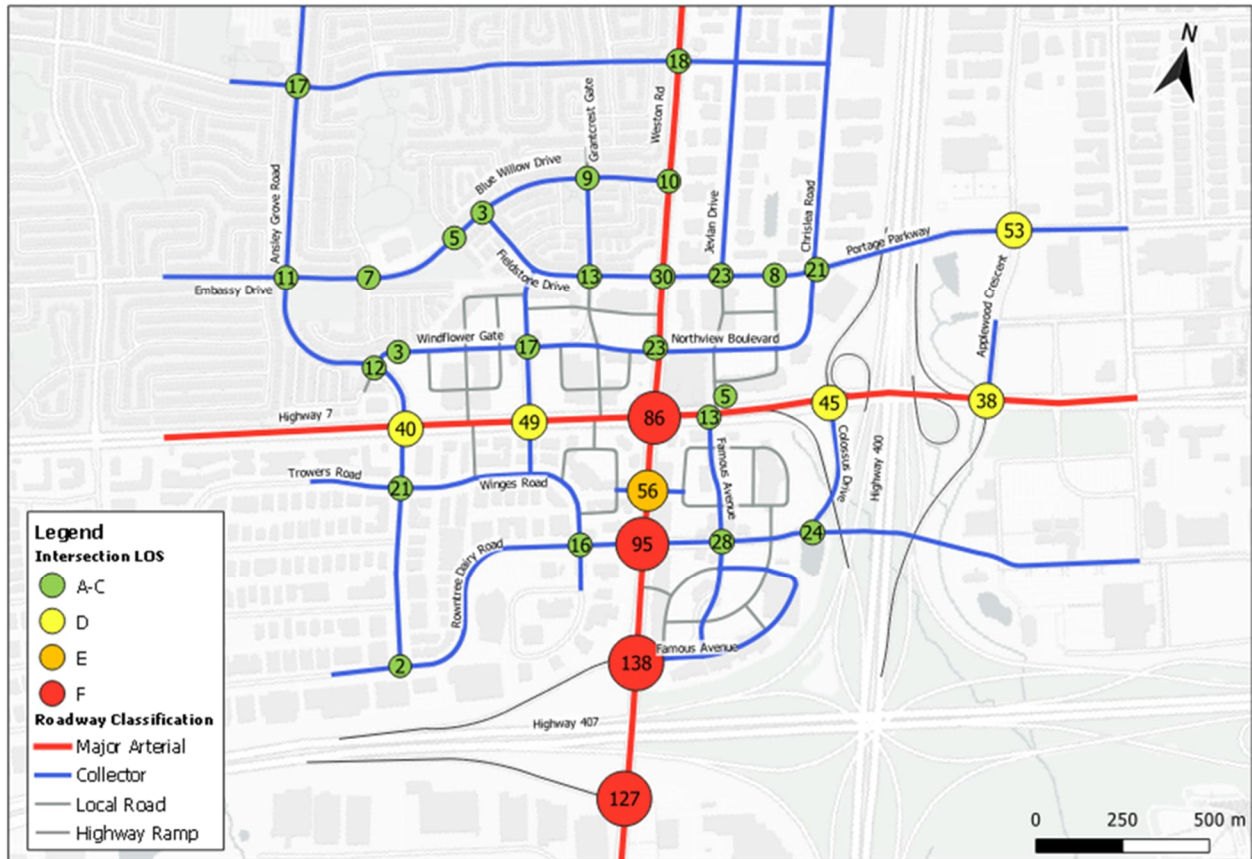 N
18
17
Grantcrest Gate
Weston Rd
Blue Willow Drive
9
10
Ansley Grove Road
Jevlan Drive
Chrislea Road
3
5
Portage Parkway
53
11
7
Fieldstone Drive
13
30
23
8
21
Embassy Drive
Applewood Crescent
Windflower Gate
Northview Boulevard
3
17
23
12
Highway 7
5
40
49
86
13
45
38
Trowers Road
21
Winges Road
56
Famous Avenue
Colossus Drive
Highway 400
16
95
28
24
Rowntree Dairy Road
2
138
Famous Avenue
Highway 407
127
Legend
Intersection LOS
A-C
D
E
F
Roadway Classification
Major Arterial
Collector
Local Road
Highway Ramp
0 250 500 m